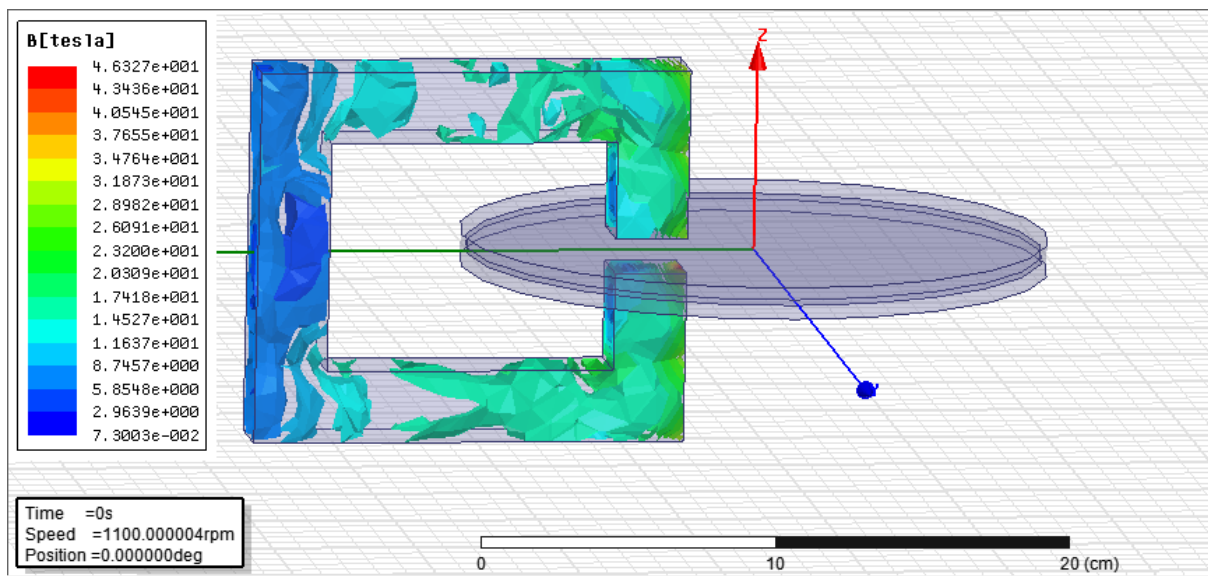 B[tesla]
4.6327e+001
4.3436e+001
4.0545e+001
3.7655e+001
3.4764e+001
3.1873e+001
2.8982e+001
2.6091e+001
2.3200e+001
2.0309e+001
1.7418e+001
1.4527e+001
1.1637e+001
8.7457e+000
5.8548e+000
2.9639e+000
7.3003e-002
Z
Time =0s
Speed =1100.000004rpm
Position =0.000000deg
0 10 20 (cm)